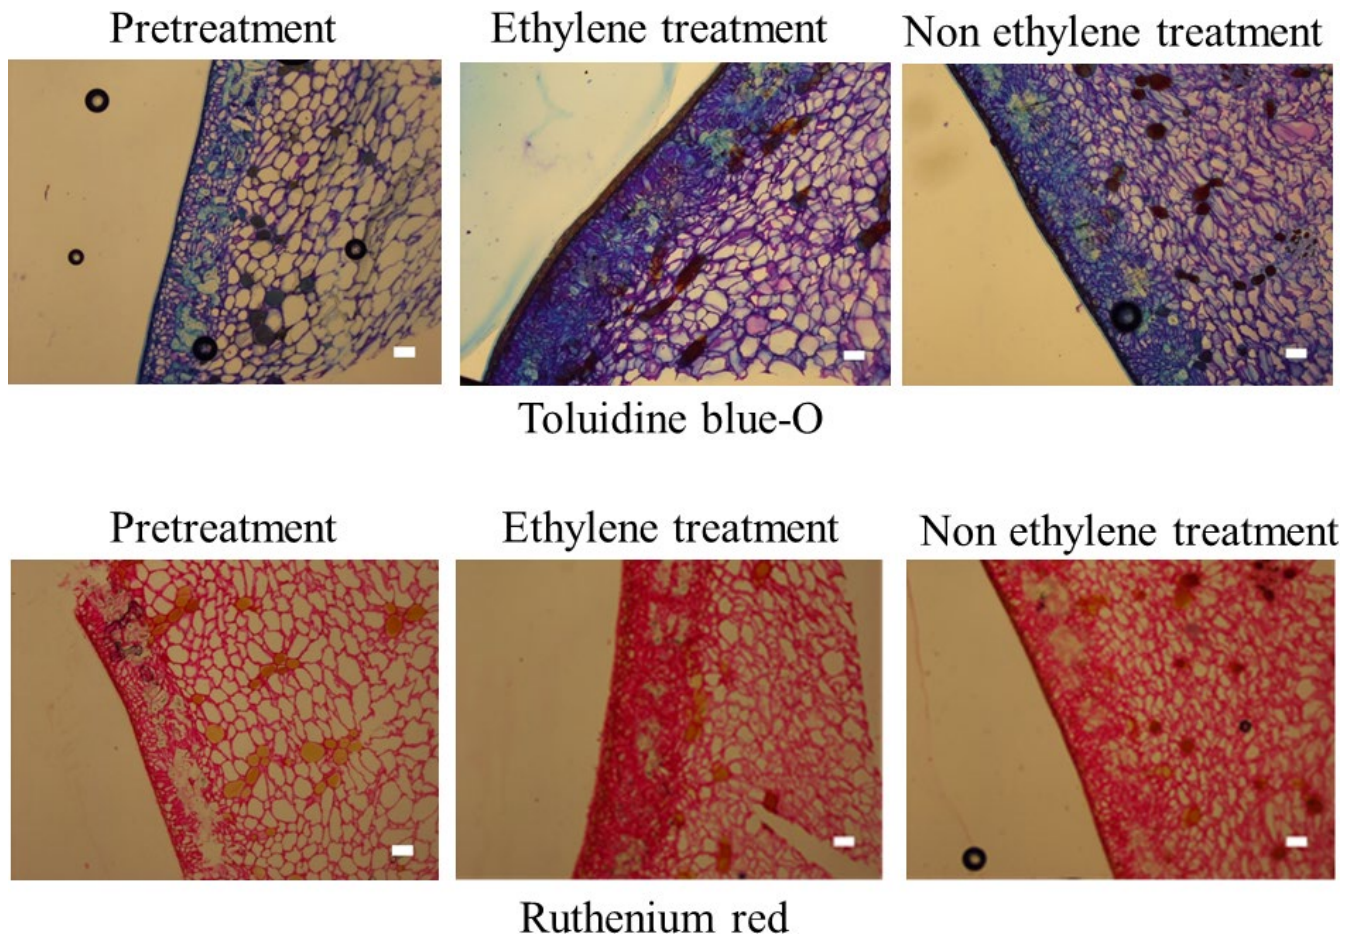 Pretreatment
Ethylene treatment
Non ethylene treatment
Toluidine blue-O
Pretreatment
Ethylene treatment
Non ethylene treatment
Ruthenium red